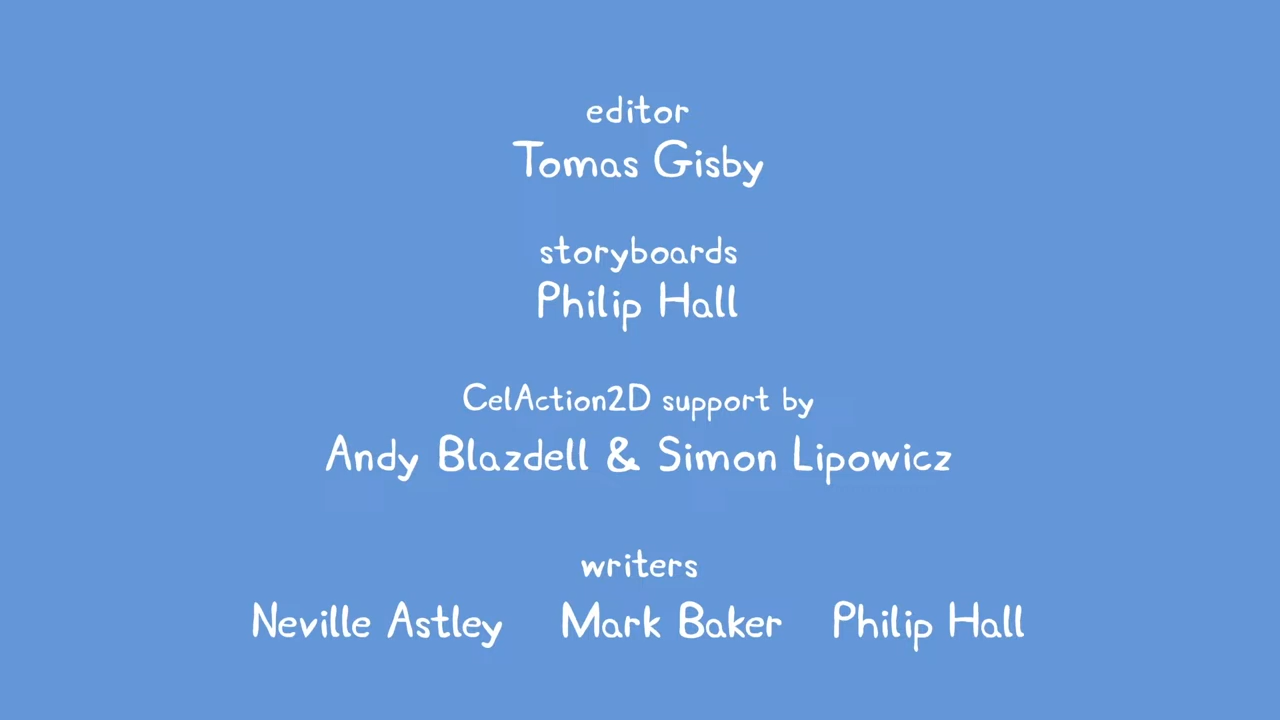 editor
Tomas Gisby
storyboards
Philip Hall
CelAction2D support by
Andy Blazdell & Simon Lipowicz
writers
Neville Astley Mark Baker Philip Hall